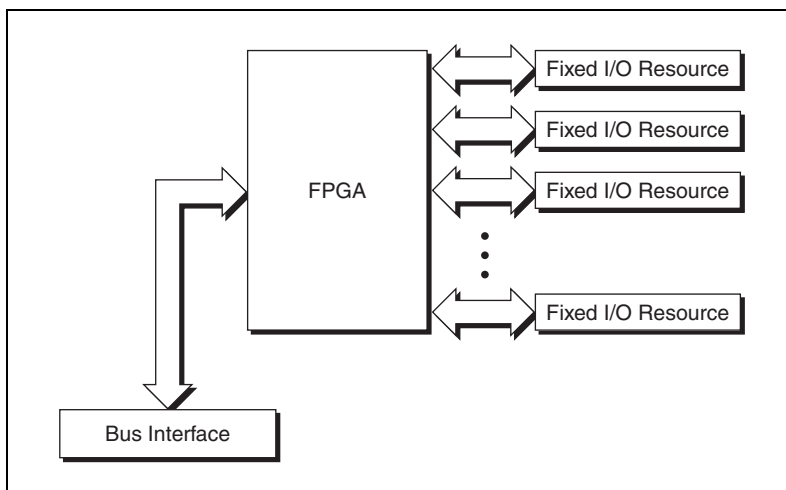 Fixed I/O Resource
Fixed I/O Resource
FPGA
Fixed I/O Resource
Fixed I/O Resource
Bus Interface